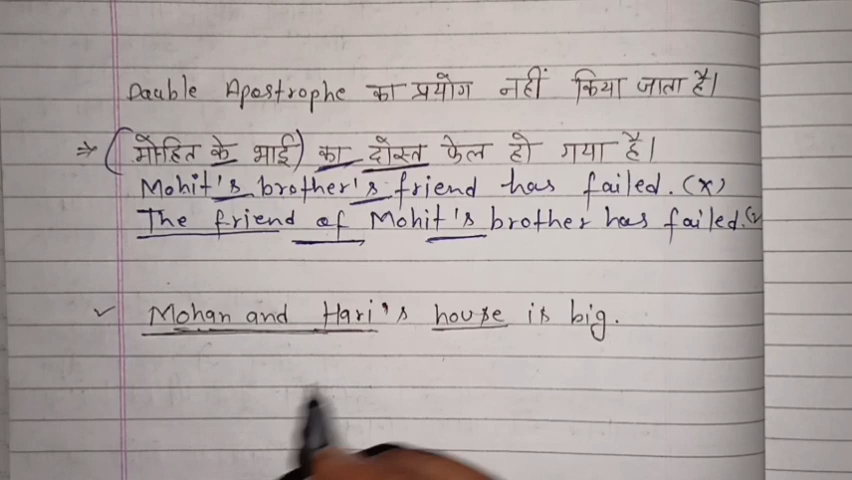 Double Apostrophe का प्रयोग नहीं किया जाता है।
⇒ (मोहित के भाई) का दोस्त फेल हो गया है।
Mohit's brother's friend has failed. (x)
The friend of Mohit's brother has failed. (✓
✓ Mohan and Hari's house is big.